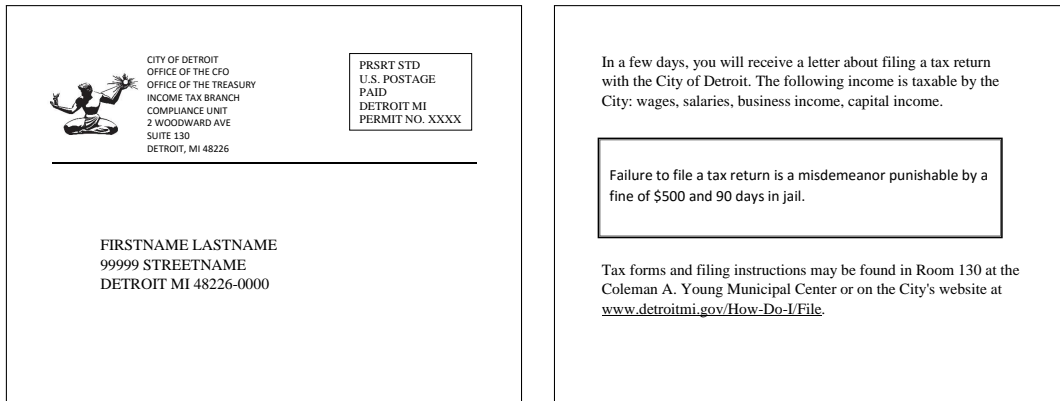 CITY OF DETROIT
OFFICE OF THE CFO
OFFICE OF THE TREASURY
INCOME TAX BRANCH
COMPLIANCE UNIT
2 WOODWARD AVE
SUITE 130
DETROIT, MI 48226
PRSRT STD
U.S. POSTAGE
PAID
DETROIT MI
PERMIT NO. XXXX
FIRSTNAME LASTNAME
99999 STREETNAME
DETROIT MI 48226-0000
In a few days, you will receive a letter about filing a tax return
with the City of Detroit. The following income is taxable by the
City: wages, salaries, business income, capital income.
Failure to file a tax return is a misdemeanor punishable by a
fine of $500 and 90 days in jail.
Tax forms and filing instructions may be found in Room 130 at the
Coleman A. Young Municipal Center or on the City's website at
www.detroitmi.gov/How-Do-I/File.